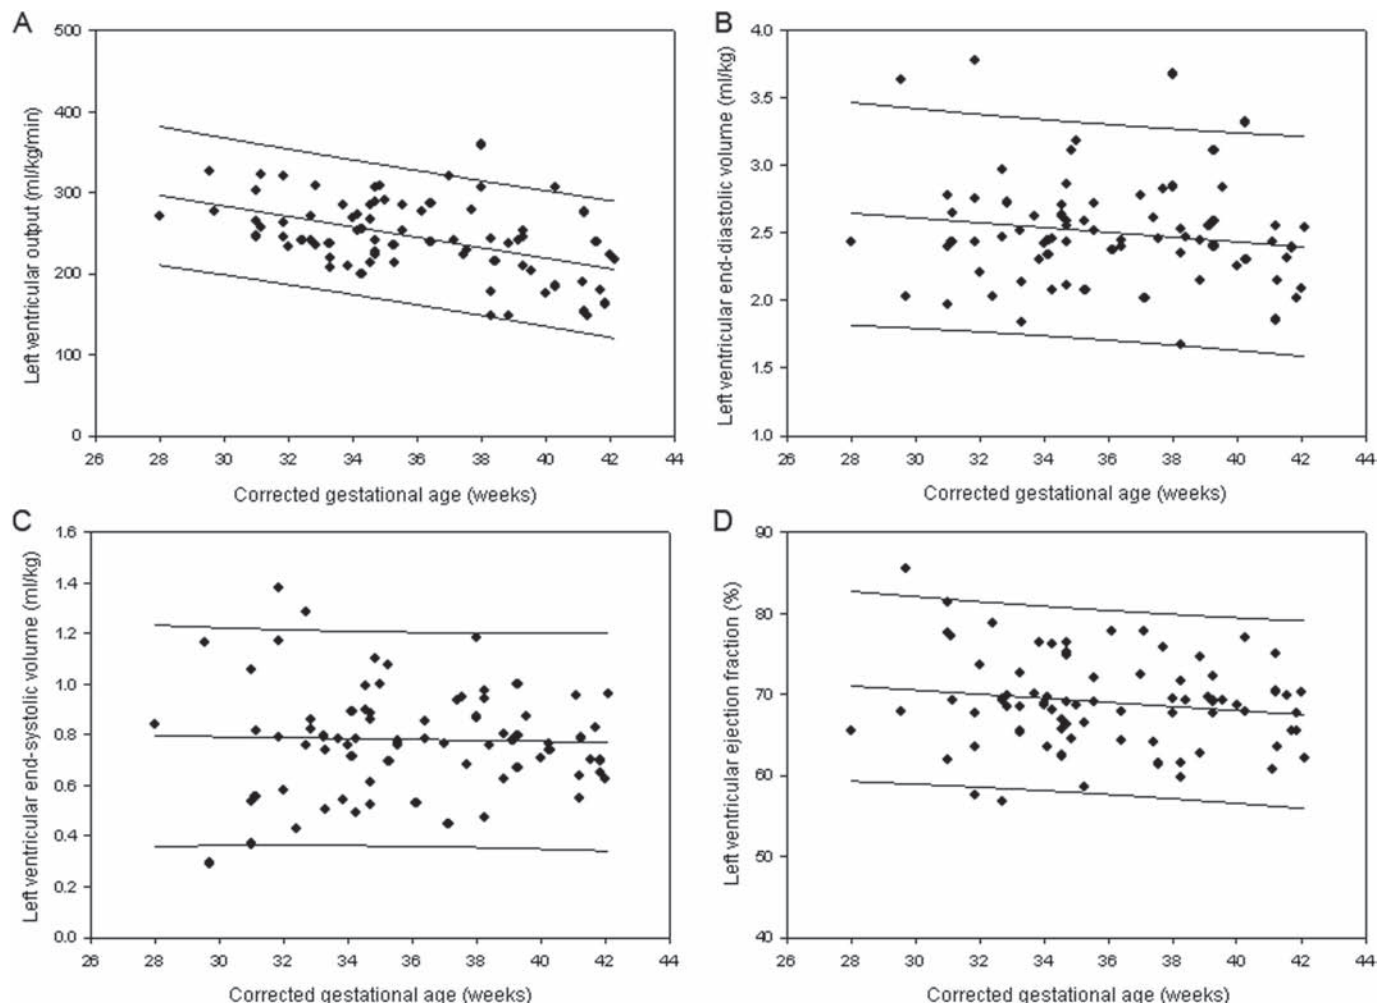 A
Left ventricular output (ml/kg/min)
500
400
300
200
100
0
26 28 30 32 34 36 38 40 42 44
Corrected gestational age (weeks)
B
Left ventricular end-diastolic volume (ml/kg)
4.0
3.5
3.0
2.5
2.0
1.5
1.0
26 28 30 32 34 36 38 40 42 44
Corrected gestational age (weeks)
C
Left ventricular end-systolic volume (ml/kg)
1.6
1.4
1.2
1.0
0.8
0.6
0.4
0.2
0.0
26 28 30 32 34 36 38 40 42 44
Corrected gestational age (weeks)
D
Left ventricular ejection fraction (%)
90
80
70
60
50
40
26 28 30 32 34 36 38 40 42 44
Corrected gestational age (weeks)